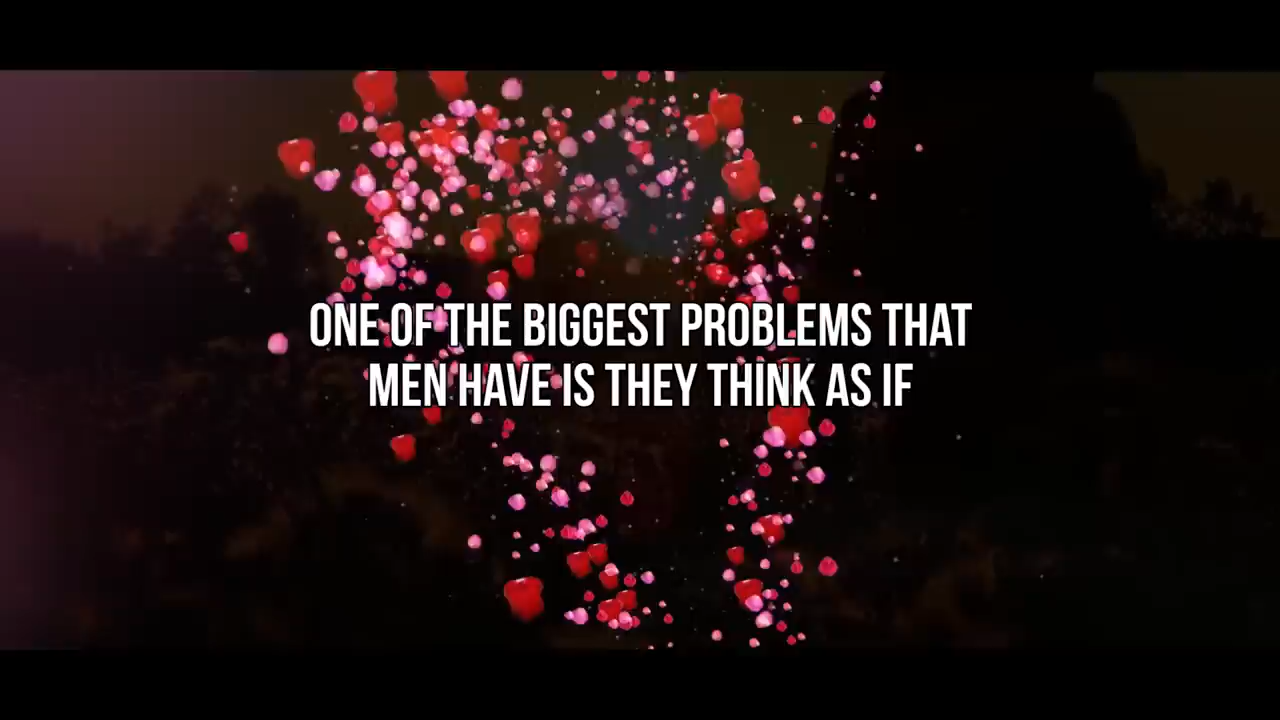 ONE OF THE BIGGEST PROBLEMS THAT
MEN HAVE IS THEY THINK AS IF